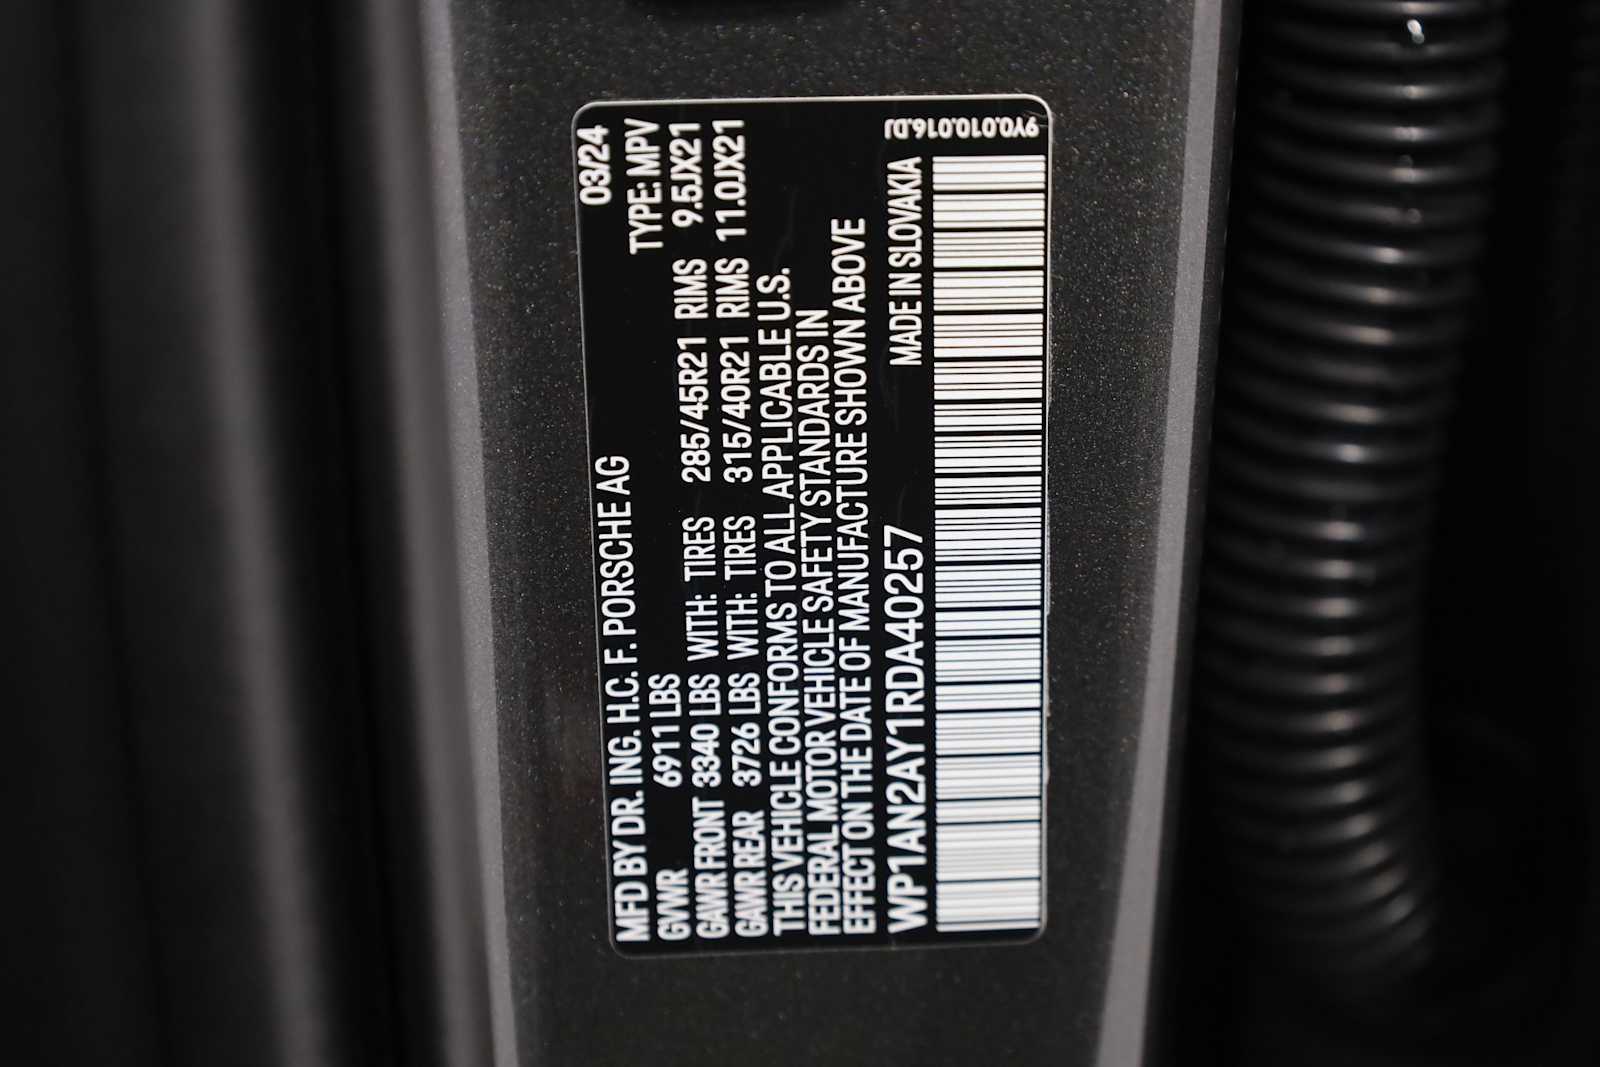 MFD BY DR. ING. H.C. F. PORSCHE AG 03/24
GVWR 6911 LBS TYPE: MPV
GAWR FRONT 3340 LBS WITH: TIRES 285/45R21 RIMS 9.5JX21
GAWR REAR 3726 LBS WITH: TIRES 315/40R21 RIMS 11.0JX21
THIS VEHICLE CONFORMS TO ALL APPLICABLE U.S.
FEDERAL MOTOR VEHICLE SAFETY STANDARDS IN
EFFECT ON THE DATE OF MANUFACTURE SHOWN ABOVE
WP1AN2AY1RDA40257 MADE IN SLOVAKIA
9Y0.010.016.DJ